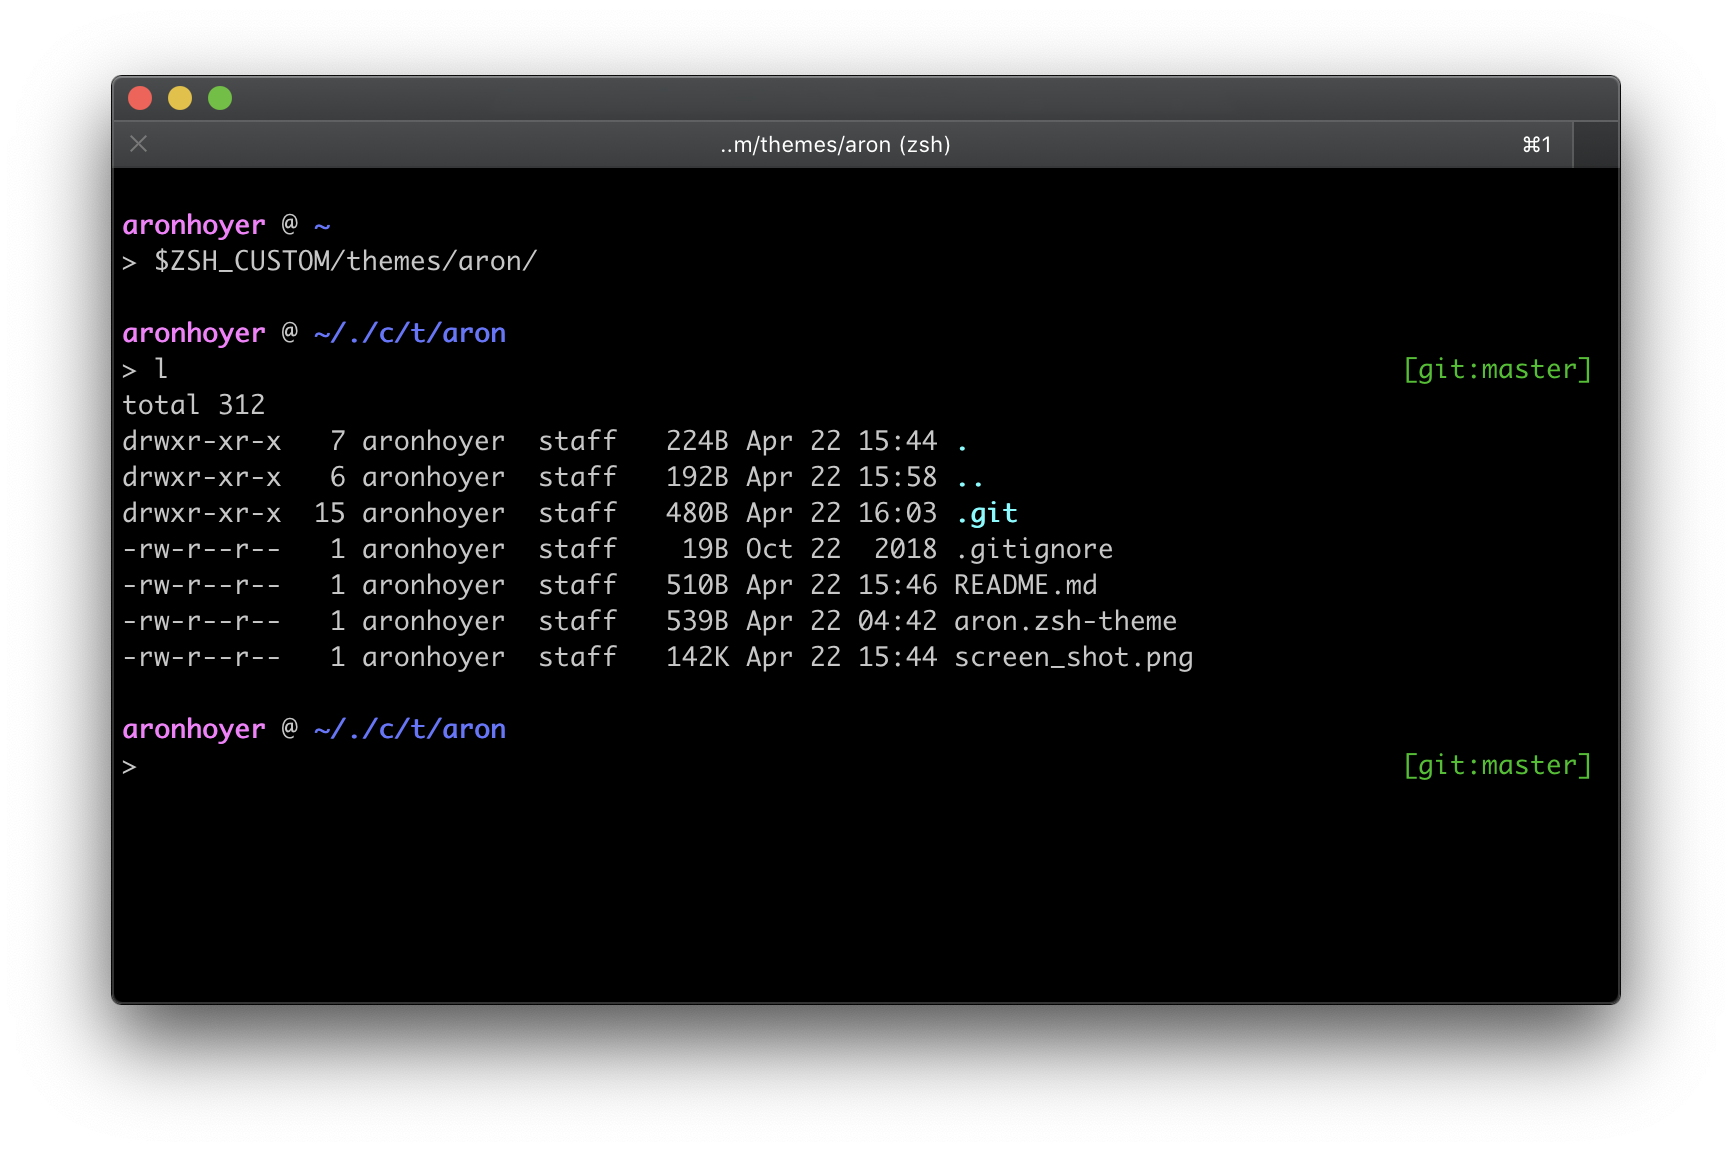 ..m/themes/aron (zsh) ⌘1
aronhoyer @ ~
> $ZSH_CUSTOM/themes/aron/
aronhoyer @ ~/./c/t/aron
> l [git:master]
total 312
drwxr-xr-x   7 aronhoyer  staff   224B Apr 22 15:44 .
drwxr-xr-x   6 aronhoyer  staff   192B Apr 22 15:58 ..
drwxr-xr-x  15 aronhoyer  staff   480B Apr 22 16:03 .git
-rw-r--r--   1 aronhoyer  staff    19B Oct 22  2018 .gitignore
-rw-r--r--   1 aronhoyer  staff   510B Apr 22 15:46 README.md
-rw-r--r--   1 aronhoyer  staff   539B Apr 22 04:42 aron.zsh-theme
-rw-r--r--   1 aronhoyer  staff   142K Apr 22 15:44 screen_shot.png
aronhoyer @ ~/./c/t/aron
> [git:master]